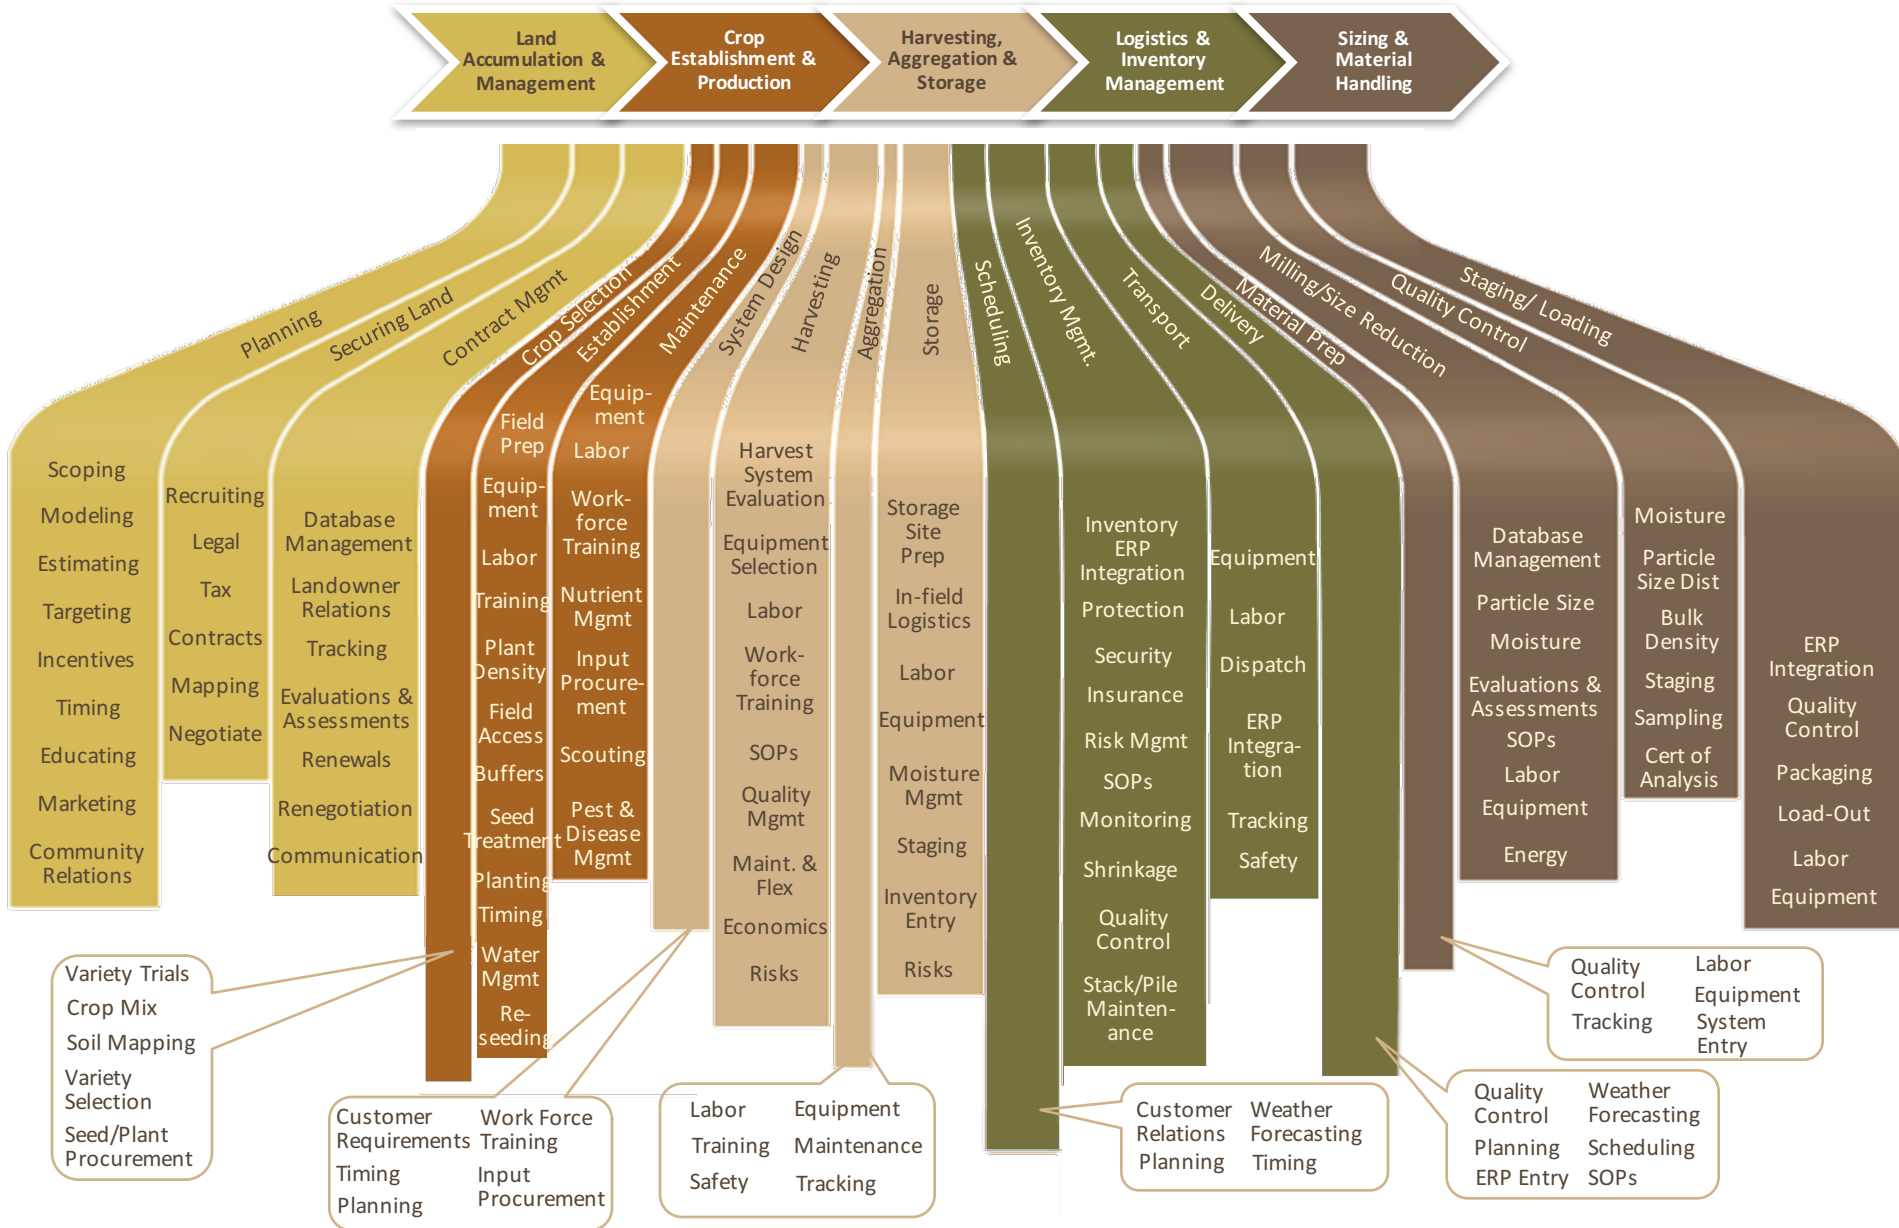 Land
Accumulation &
Management
Crop
Establishment &
Production
Harvesting,
Aggregation &
Storage
Logistics &
Inventory
Management
Sizing &
Material
Handling
Planning
Securing Land
Contract Mgmt
Crop Selection
Establishment
Maintenance
System Design
Harvesting
Aggregation
Storage
Scheduling
Inventory Mgmt.
Transport
Delivery
Material Prep
Milling/Size Reduction
Quality Control
Staging/ Loading
Scoping
Modeling
Estimating
Targeting
Incentives
Timing
Educating
Marketing
Community
Relations
Recruiting
Legal
Tax
Contracts
Mapping
Negotiate
Database
Management
Landowner
Relations
Tracking
Evaluations &
Assessments
Renewals
Renegotiation
Communication
Field
Prep
Equip-
ment
Labor
Training
Plant
Density
Field
Access
Buffers
Seed
Treatment
Planting
Timing
Water
Mgmt
Re-
seeding
Equip-
ment
Labor
Work-
force
Training
Nutrient
Mgmt
Input
Procure-
ment
Scouting
Pest &
Disease
Mgmt
Harvest
System
Evaluation
Equipment
Selection
Labor
Work-
force
Training
SOPs
Quality
Mgmt
Maint. &
Flex
Economics
Risks
Storage
Site
Prep
In-field
Logistics
Labor
Equipment
Moisture
Mgmt
Staging
Inventory
Entry
Risks
Inventory
ERP
Integration
Protection
Security
Insurance
Risk Mgmt
SOPs
Monitoring
Shrinkage
Quality
Control
Stack/Pile
Mainten-
ance
Equipment
Labor
Dispatch
ERP
Integra-
tion
Tracking
Safety
Database
Management
Particle Size
Moisture
Evaluations &
Assessments
SOPs
Labor
Equipment
Energy
Moisture
Particle
Size Dist
Bulk
Density
Staging
Sampling
Cert of
Analysis
ERP
Integration
Quality
Control
Packaging
Load-Out
Labor
Equipment
Variety Trials
Crop Mix
Soil Mapping
Variety
Selection
Seed/Plant
Procurement
Customer
Requirements
Timing
Planning
Work Force
Training
Input
Procurement
Labor
Training
Safety
Equipment
Maintenance
Tracking
Customer
Relations
Planning
Weather
Forecasting
Timing
Quality
Control
Planning
ERP Entry
Weather
Forecasting
Scheduling
SOPs
Quality
Control
Tracking
Labor
Equipment
System
Entry